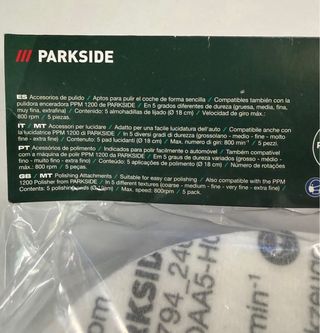 /// PARKSIDE
ES Accesorios de pulido / Aptos para pulir el coche de forma sencilla / Compatibles también con la
pulidora enceradora PPM 1200 de PARKSIDE / En 5 grados diferentes de dureza (gruesa, media, fina,
muy fina, extrafina) / Contenido: 5 almohadillas de lijado (Ø 18 cm) / Velocidad de giro máx.:
800 rpm / 5 piezas.
IT / MT Accessori per lucidare / Adatto per una facile lucidatura dell'auto / Compatibile anche con
la lucidatrice PPM 1200 di PARKSIDE / In 5 diversi gradi di durezza (grossolano - medio - fine - molto
fine - extra fine) / Contenuto: 5 pad lucidanti (Ø 18 cm) / Max. numero di giri: 800 min⁻¹ / 5 pezzi.
PT Acessórios de polimento / Indicados para polir facilmente o automóvel / Também compatível
com a máquina de polir PPM 1200 da PARKSIDE / Em 5 graus de dureza variados (grosso - médio
- fino - muito fino - extra fino) / Conteúdo: 5 aplicações de polimento (Ø 18 cm) / Número de rotações
máx.: 800 rpm / 5 peças.
GB / MT Polishing Attachments / Suitable for easy car polishing / Also compatible with the PPM
1200 Polisher from PARKSIDE / In 5 different textures (coarse - medium - fine - very fine - extra fine)
/ Contents: 5 polishing pads (Ø 18cm) / Max. speed: 800rpm / 5 pack.
PARKSIDE
min⁻¹